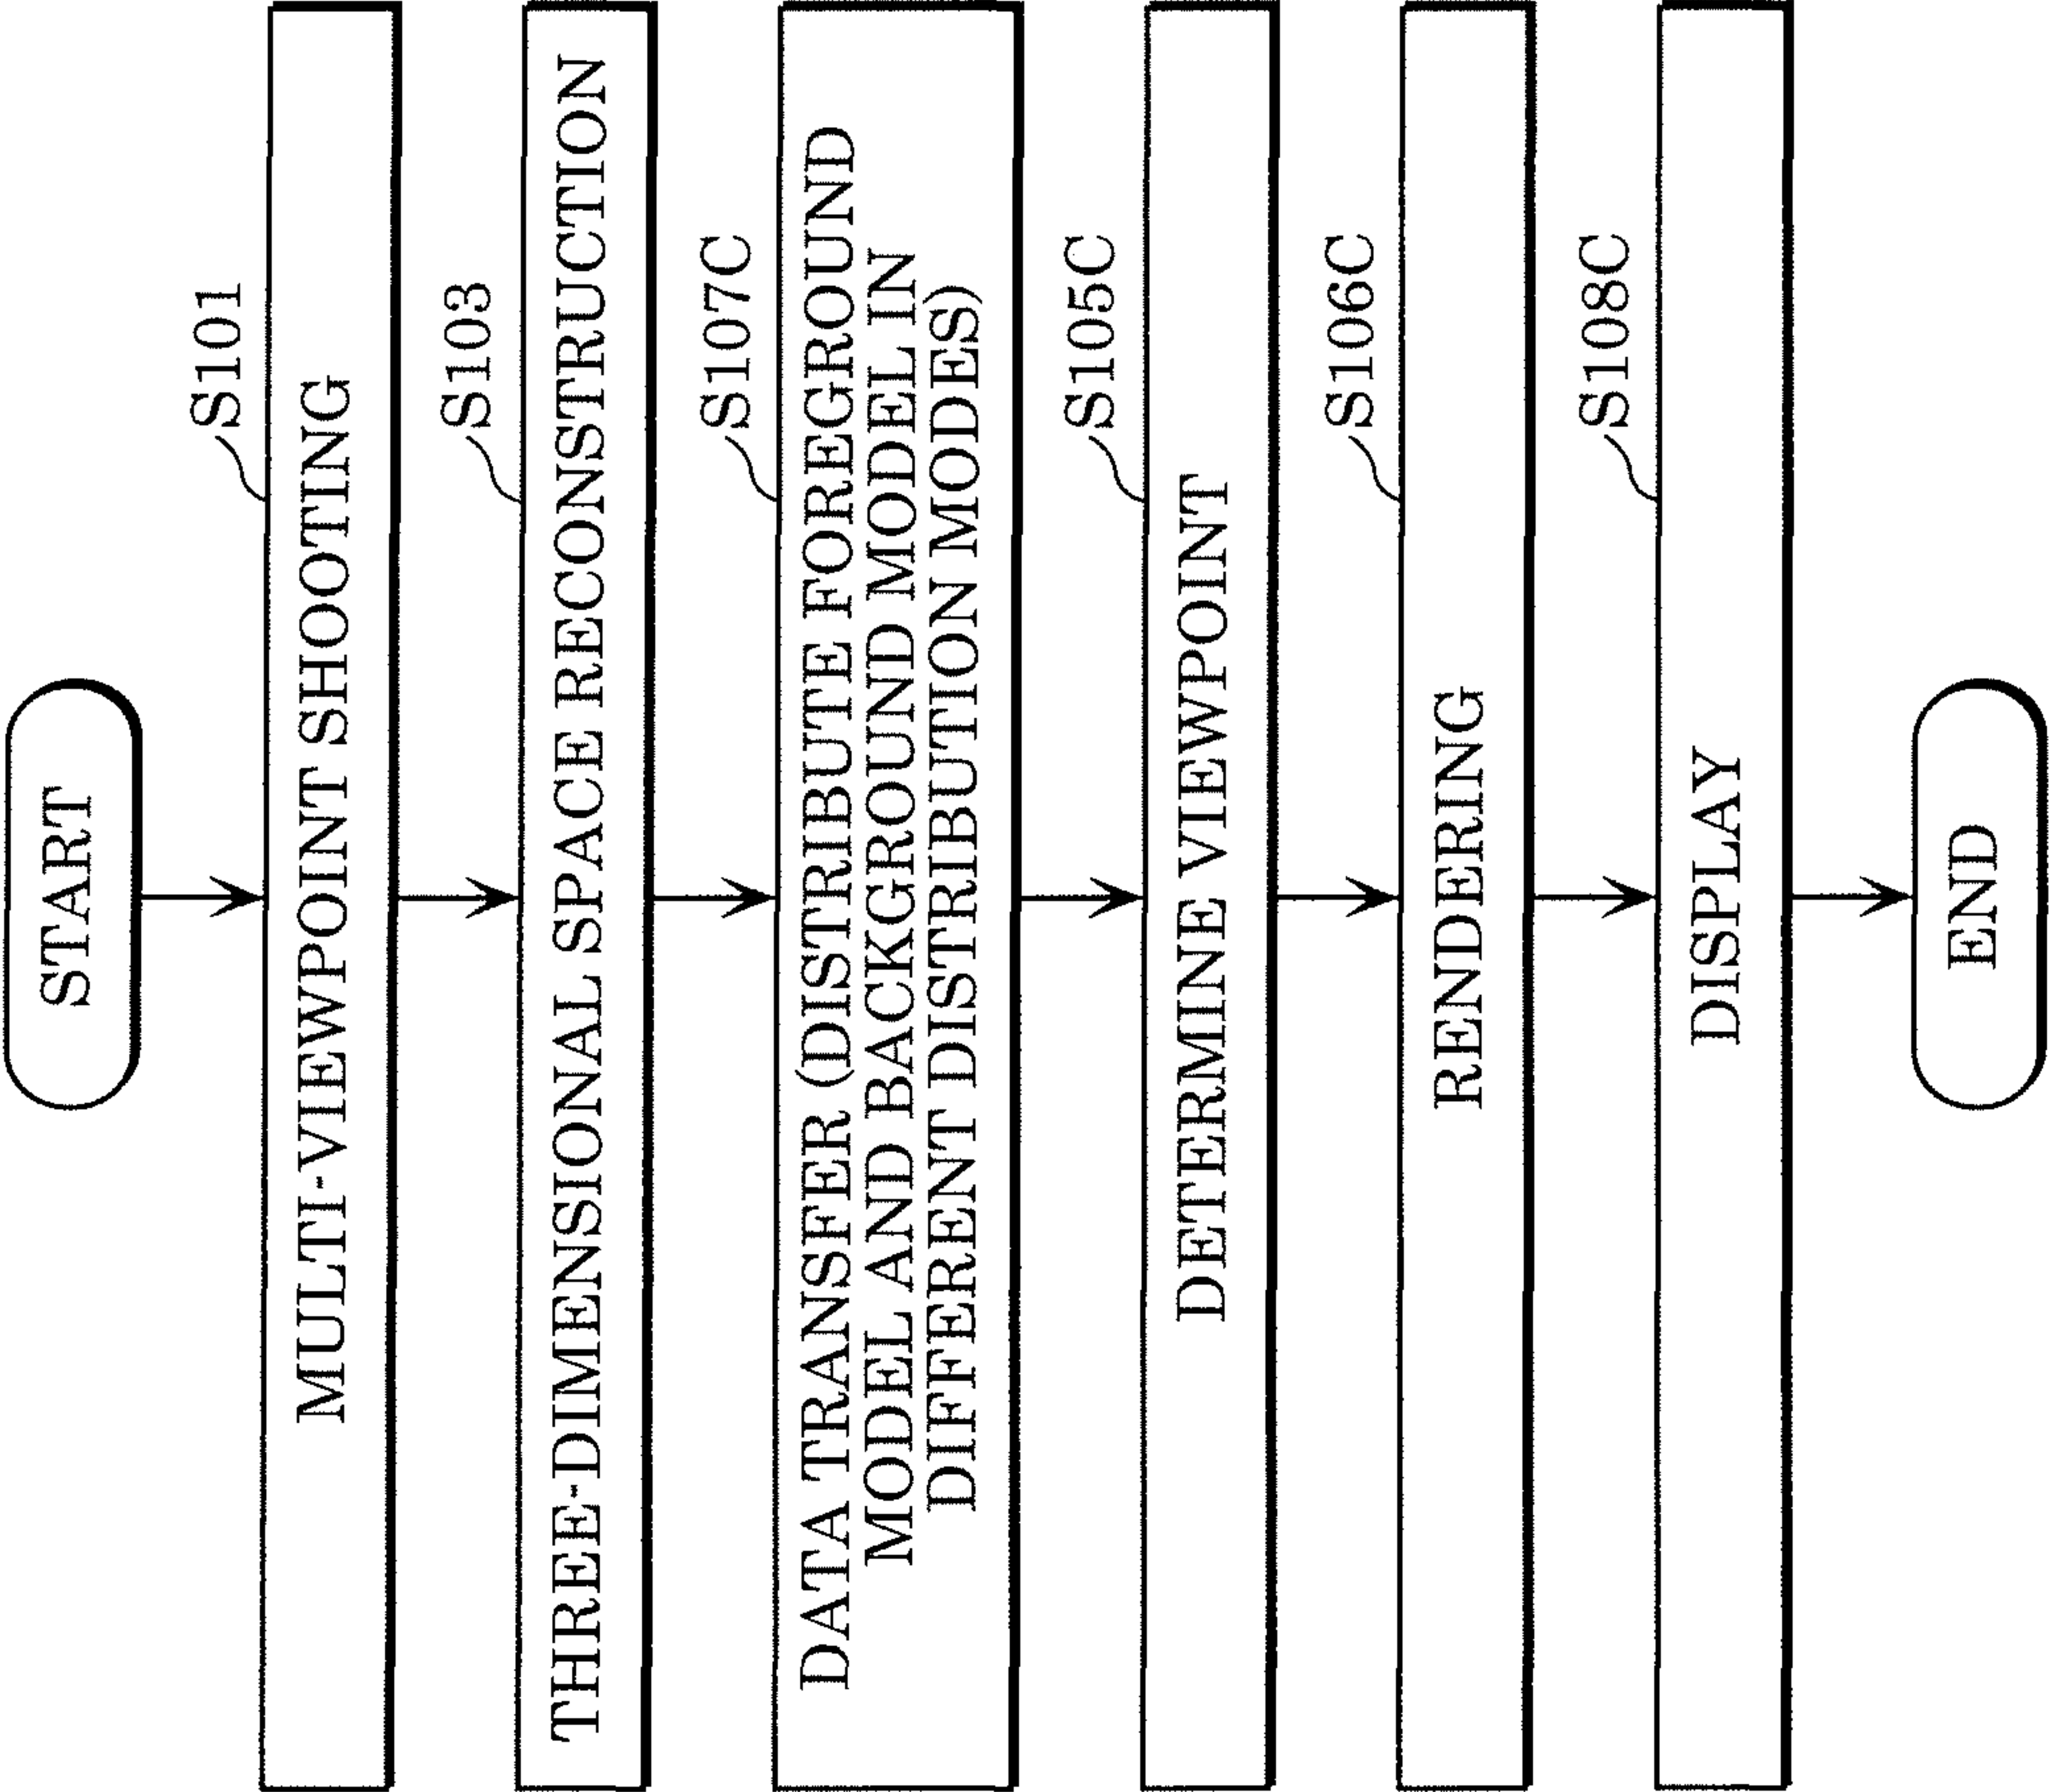 START
S101
MULTI-VIEWPOINT SHOOTING
S103
THREE-DIMENSIONAL SPACE RECONSTRUCTION
S107C
DATA TRANSFER (DISTRIBUTE FOREGROUND
MODEL AND BACKGROUND MODEL IN
DIFFERENT DISTRIBUTION MODES)
S105C
DETERMINE VIEWPOINT
S106C
RENDERING
S108C
DISPLAY
END